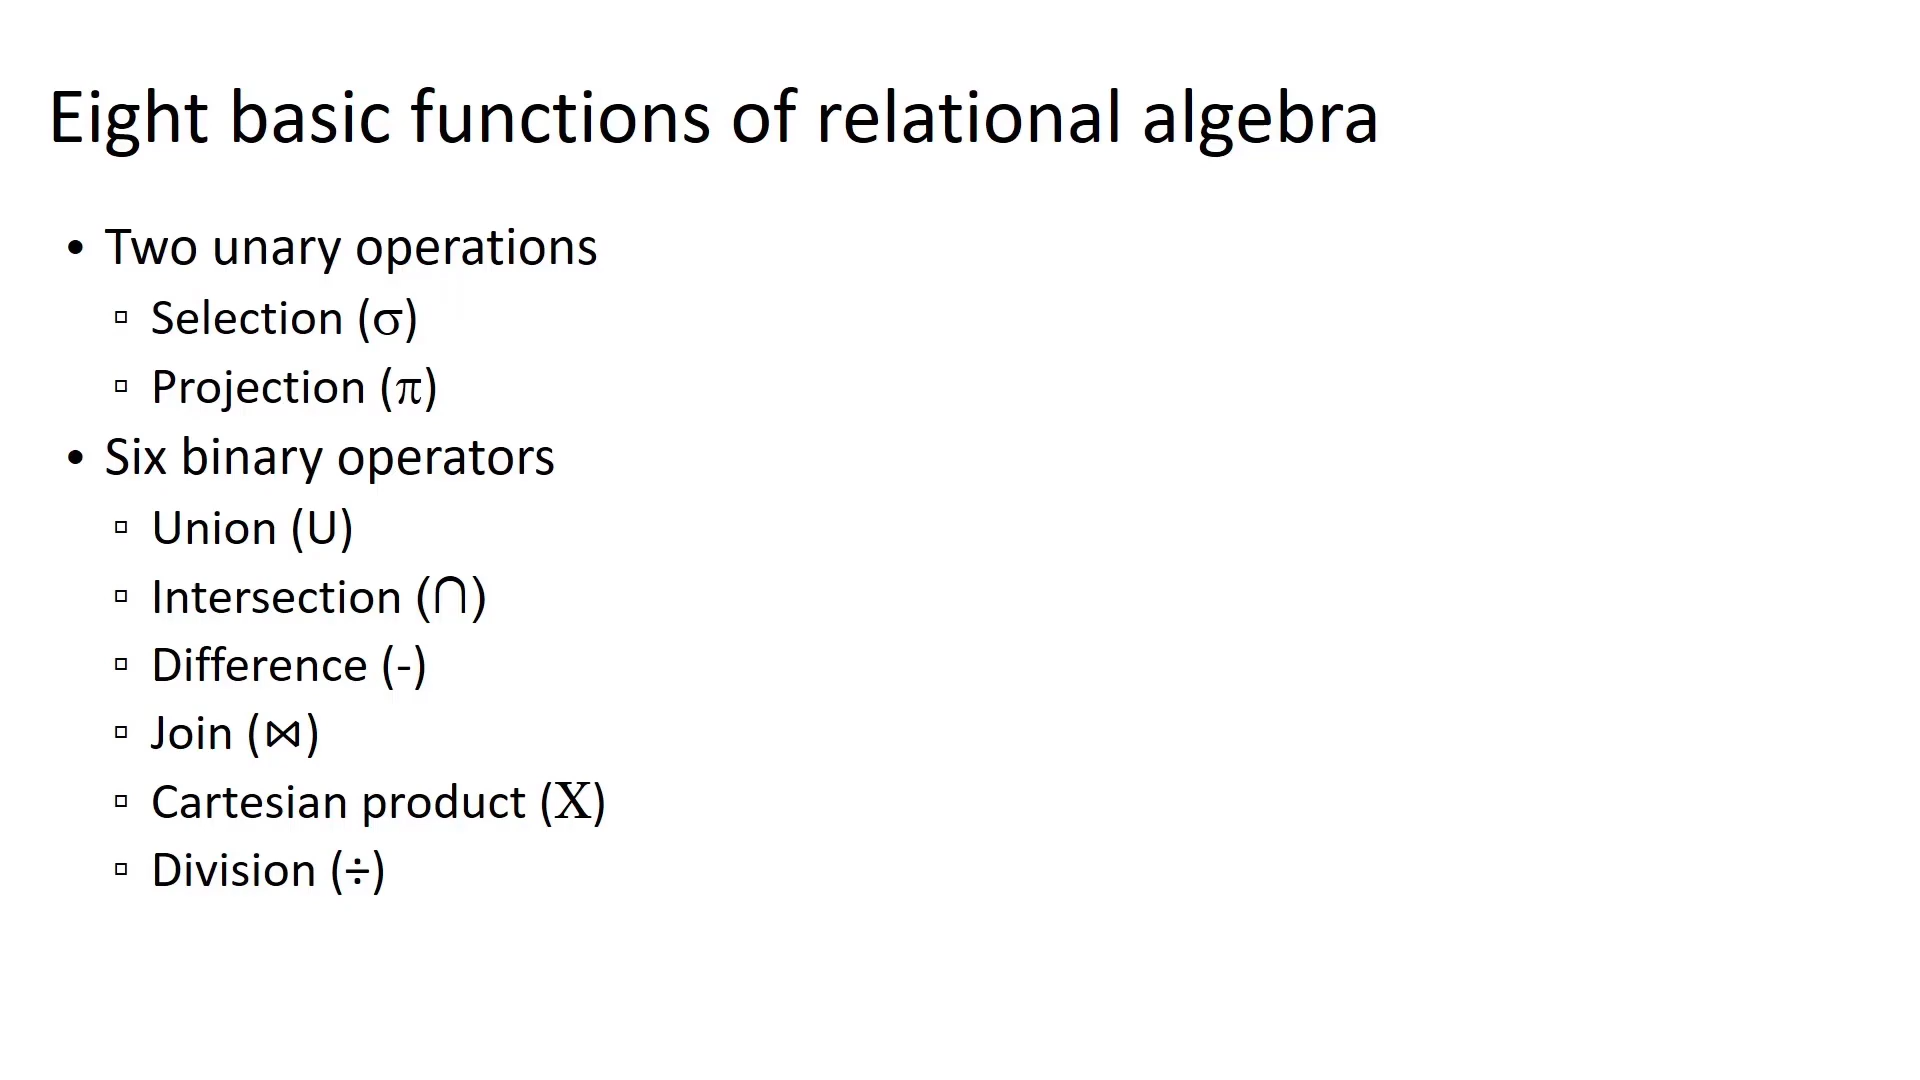 Eight basic functions of relational algebra
• Two unary operations
▫ Selection (σ)
▫ Projection (π)
• Six binary operators
▫ Union (U)
▫ Intersection (∩)
▫ Difference (-)
▫ Join (⋈)
▫ Cartesian product (X)
▫ Division (÷)